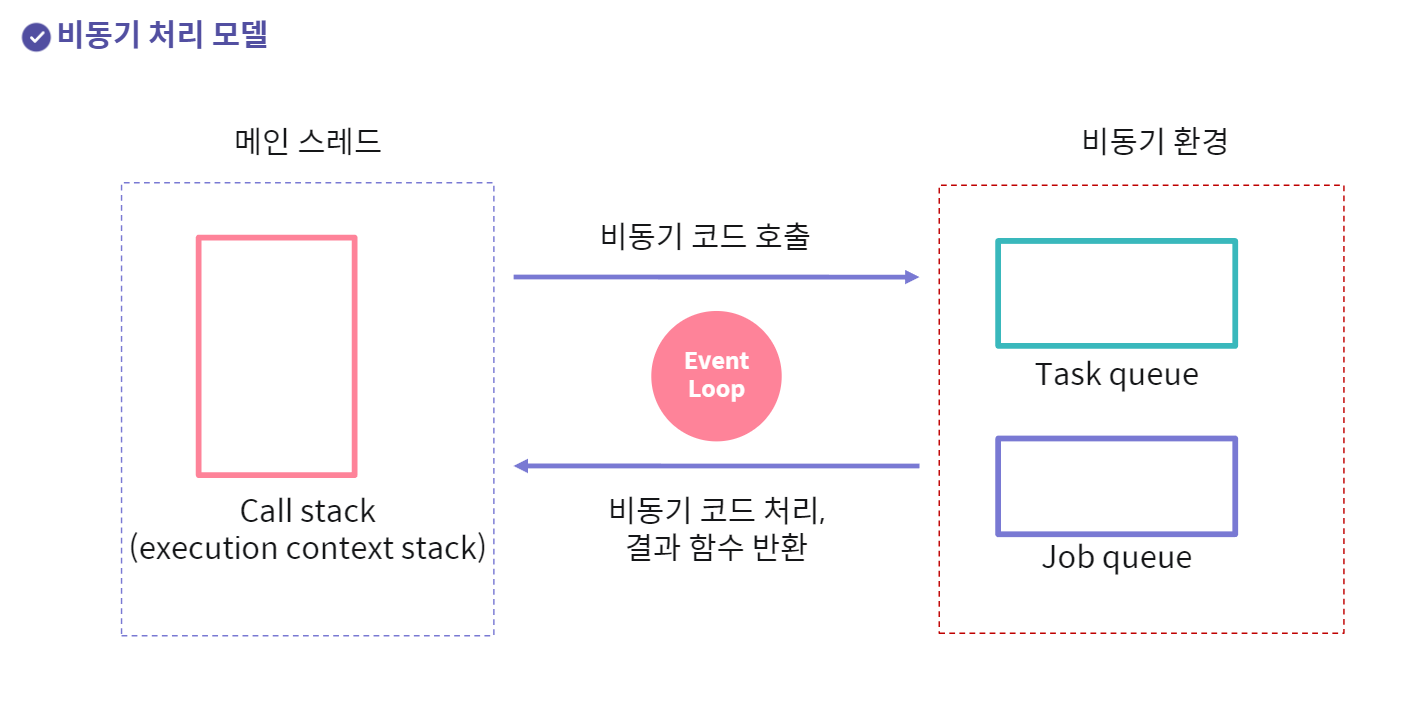 비동기 처리 모델
메인 스레드
비동기 환경
비동기 코드 호출
Event
Loop
Task queue
Call stack
(execution context stack)
비동기 코드 처리,
결과 함수 반환
Job queue